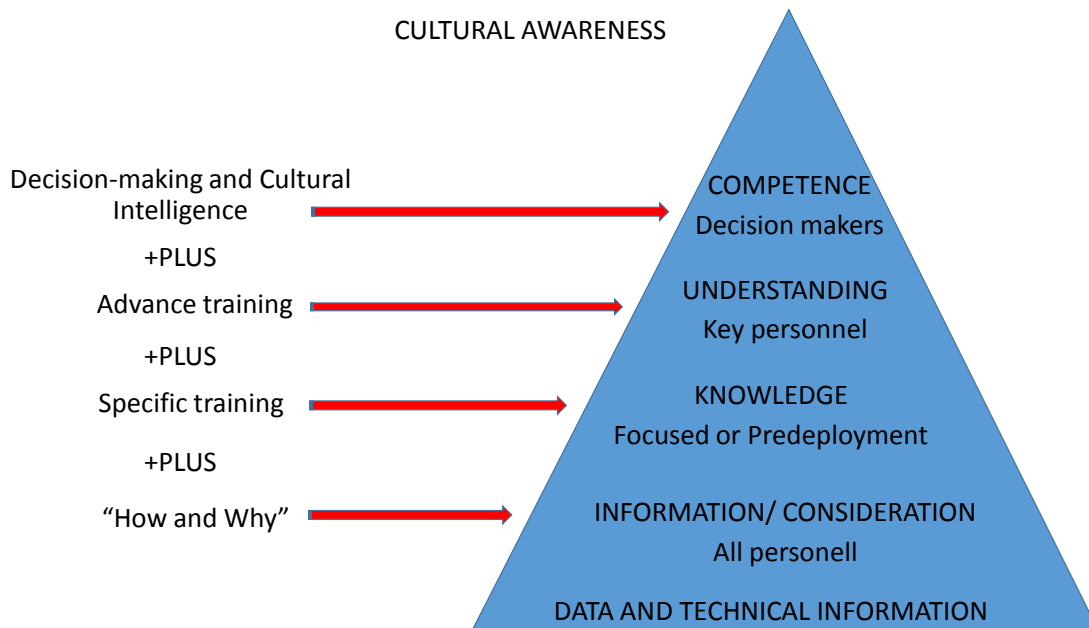 CULTURAL AWARENESS
Decision-making and Cultural
Intelligence
+PLUS
Advance training
+PLUS
Specific training
+PLUS
“How and Why”
COMPETENCE
Decision makers
UNDERSTANDING
Key personnel
KNOWLEDGE
Focused or Predeployment
INFORMATION/ CONSIDERATION
All personell
DATA AND TECHNICAL INFORMATION